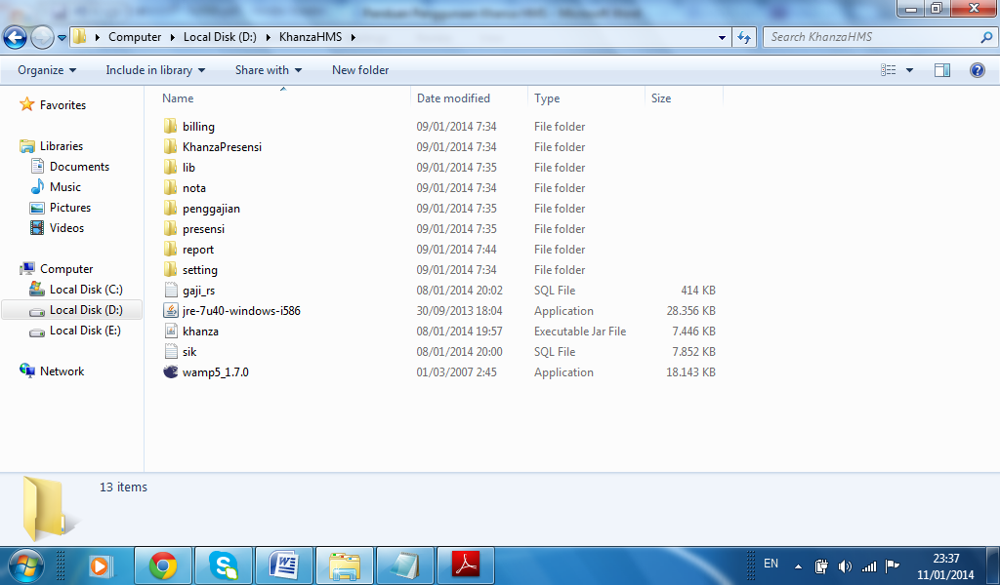 Panduan Penggunaan KhanzaHMS - Microsoft Word
Computer Local Disk (D:) KhanzaHMS
Search KhanzaHMS
Organize Include in library Share with New folder
Name Date modified Type Size
Favorites
Libraries
Documents
Music
Pictures
Videos
Computer
Local Disk (C:)
Local Disk (D:)
Local Disk (E:)
Network
billing 09/01/2014 7:34 File folder
KhanzaPresensi 09/01/2014 7:34 File folder
lib 09/01/2014 7:35 File folder
nota 09/01/2014 7:34 File folder
penggajian 09/01/2014 7:35 File folder
presensi 09/01/2014 7:35 File folder
report 09/01/2014 7:44 File folder
setting 09/01/2014 7:34 File folder
gaji_rs 08/01/2014 20:02 SQL File 414 KB
jre-7u40-windows-i586 30/09/2013 18:04 Application 28.356 KB
khanza 08/01/2014 19:57 Executable Jar File 7.446 KB
sik 08/01/2014 20:00 SQL File 7.852 KB
wamp5_1.7.0 01/03/2007 2:45 Application 18.143 KB
13 items
EN
23:37
11/01/2014